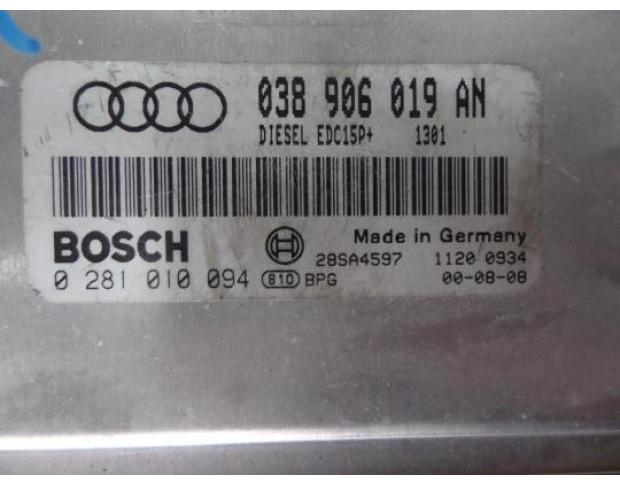 038 906 019 AN
DIESEL EDC15P+ 1301
BOSCH
Made in Germany
28SA4597 1120 0934
0 281 010 094 810 BPG 00-08-08